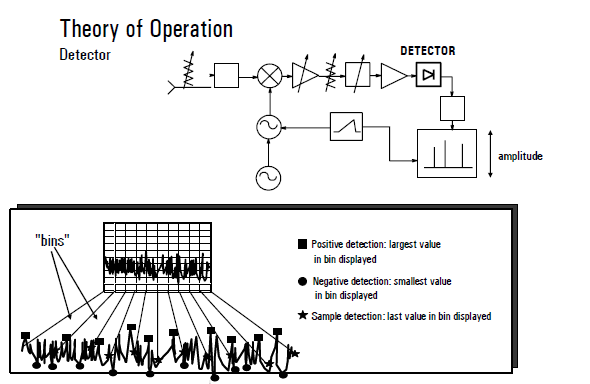 Theory of Operation
Detector
DETECTOR
amplitude
"bins"
Positive detection: largest value
in bin displayed
Negative detection: smallest value
in bin displayed
Sample detection: last value in bin displayed